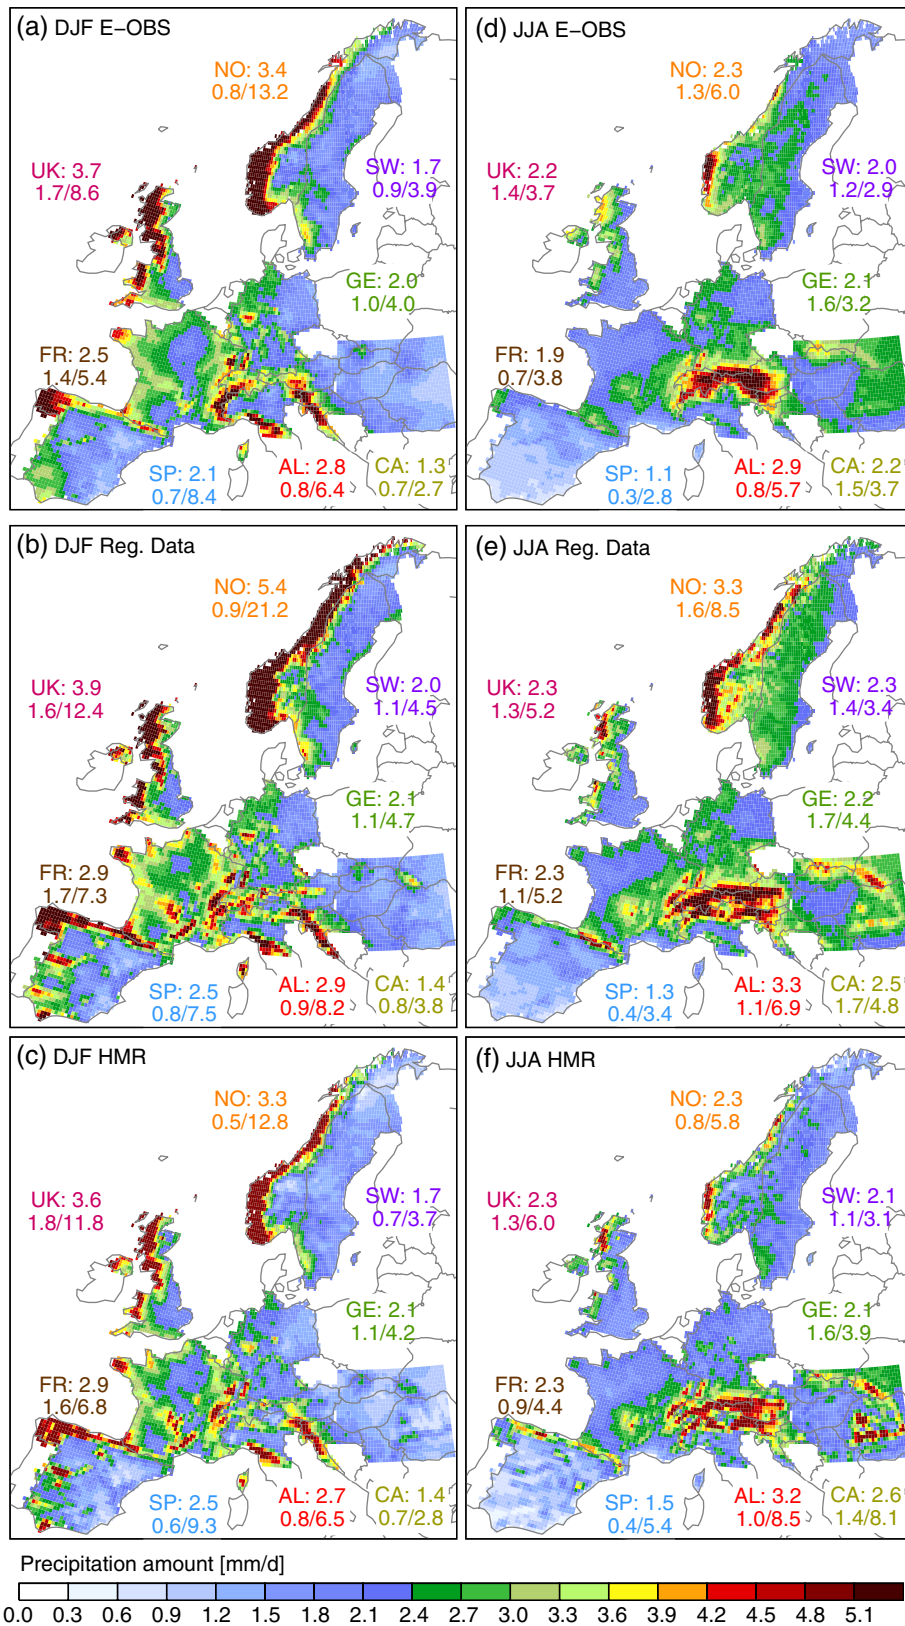 (a) DJF E−OBS
NO: 3.4
0.8/13.2
UK: 3.7
1.7/8.6
SW: 1.7
0.9/3.9
GE: 2.0
1.0/4.0
FR: 2.5
1.4/5.4
SP: 2.1
0.7/8.4
AL: 2.8
0.8/6.4
CA: 1.3
0.7/2.7
(d) JJA E−OBS
NO: 2.3
1.3/6.0
UK: 2.2
1.4/3.7
SW: 2.0
1.2/2.9
GE: 2.1
1.6/3.2
FR: 1.9
0.7/3.8
SP: 1.1
0.3/2.8
AL: 2.9
0.8/5.7
CA: 2.2
1.5/3.7
(b) DJF Reg. Data
NO: 5.4
0.9/21.2
UK: 3.9
1.6/12.4
SW: 2.0
1.1/4.5
GE: 2.1
1.1/4.7
FR: 2.9
1.7/7.3
SP: 2.5
0.8/7.5
AL: 2.9
0.9/8.2
CA: 1.4
0.8/3.8
(e) JJA Reg. Data
NO: 3.3
1.6/8.5
UK: 2.3
1.3/5.2
SW: 2.3
1.4/3.4
GE: 2.2
1.7/4.4
FR: 2.3
1.1/5.2
SP: 1.3
0.4/3.4
AL: 3.3
1.1/6.9
CA: 2.5
1.7/4.8
(c) DJF HMR
NO: 3.3
0.5/12.8
UK: 3.6
1.8/11.8
SW: 1.7
0.7/3.7
GE: 2.1
1.1/4.2
FR: 2.9
1.6/6.8
SP: 2.5
0.6/9.3
AL: 2.7
0.8/6.5
CA: 1.4
0.7/2.8
(f) JJA HMR
NO: 2.3
0.8/5.8
UK: 2.3
1.3/6.0
SW: 2.1
1.1/3.1
GE: 2.1
1.6/3.9
FR: 2.3
0.9/4.4
SP: 1.5
0.4/5.4
AL: 3.2
1.0/8.5
CA: 2.6
1.4/8.1
Precipitation amount [mm/d]
0.0 0.3 0.6 0.9 1.2 1.5 1.8 2.1 2.4 2.7 3.0 3.3 3.6 3.9 4.2 4.5 4.8 5.1